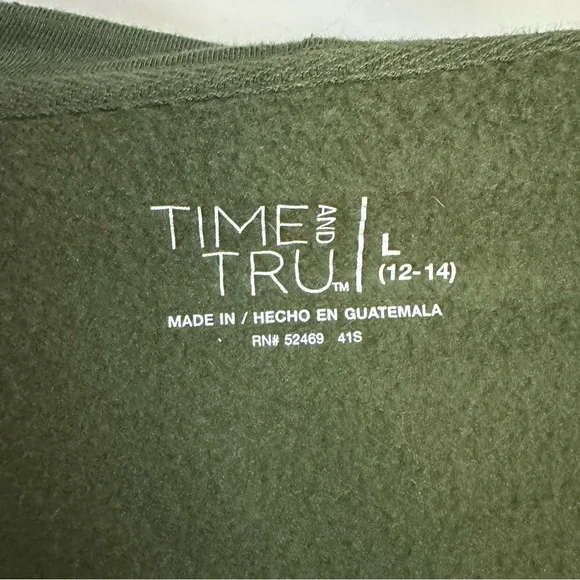 TIME AND
TRU™
L
(12-14)
MADE IN / HECHO EN GUATEMALA
RN# 52469 41S